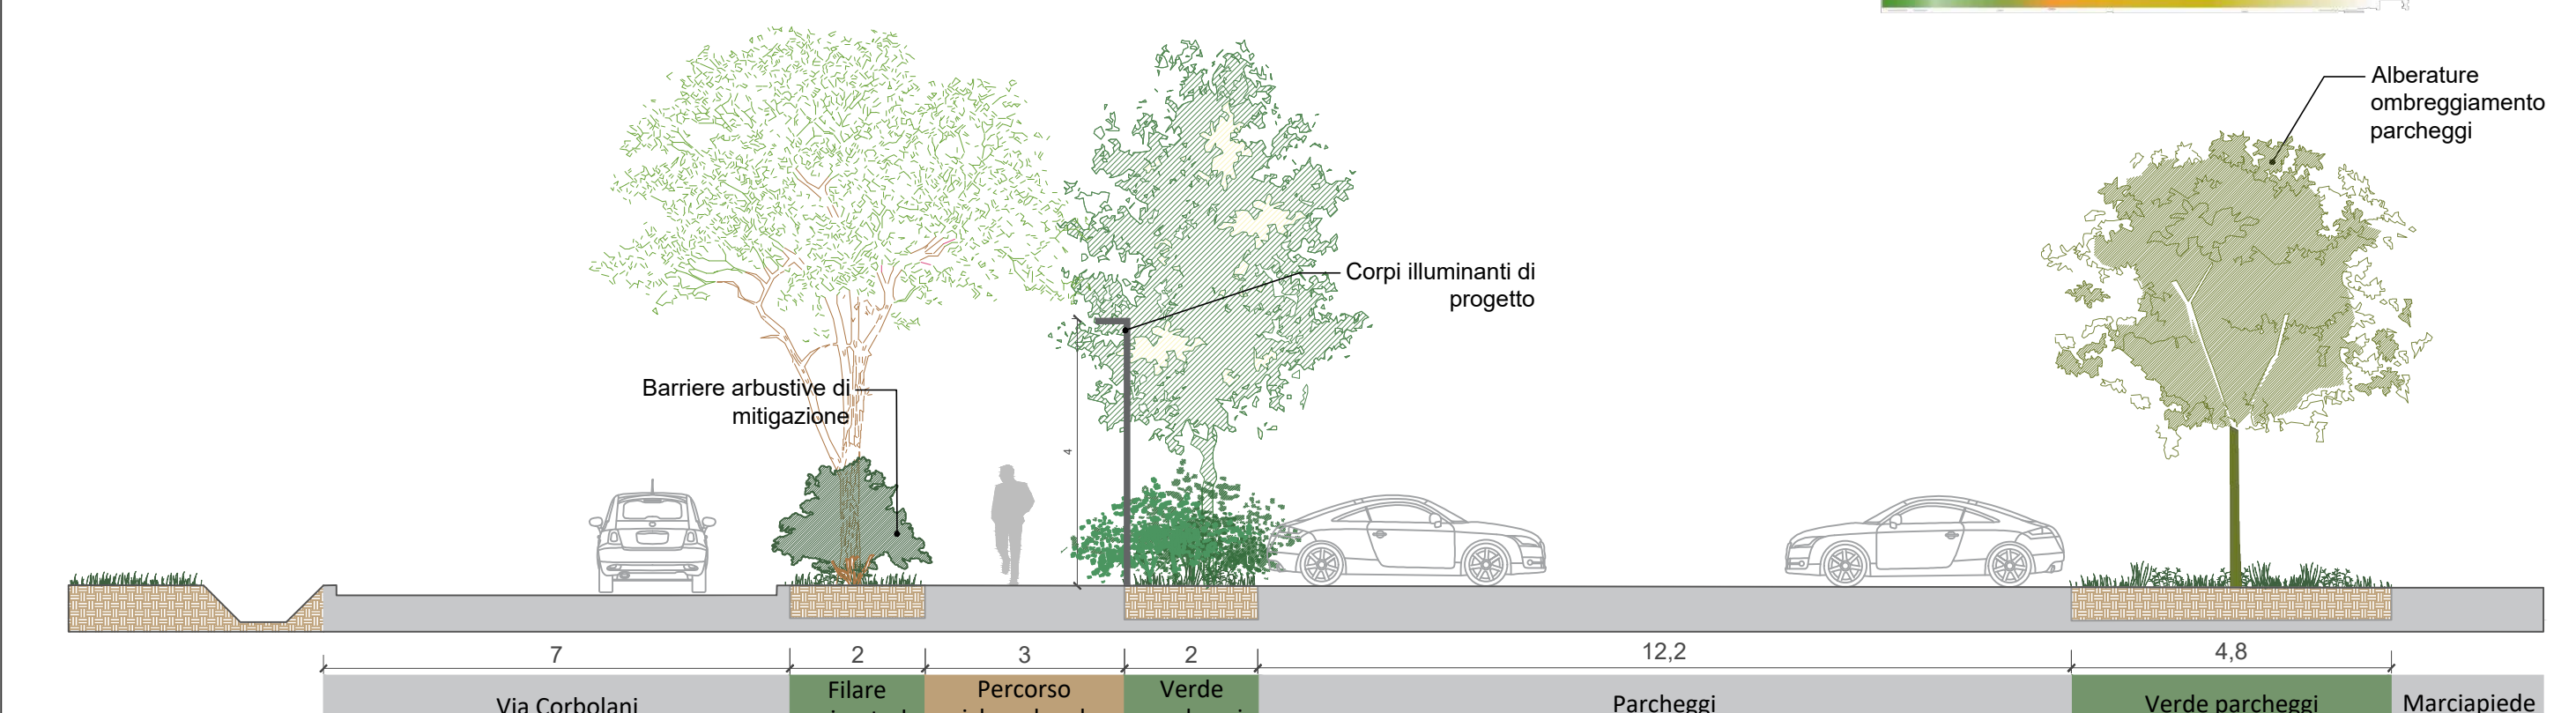 Alberature
ombreggiamento
parcheggi
Corpi illuminanti di
progetto
Barriere arbustive di
mitigazione
4
7
2
3
2
12,2
4,8
Via Corbolani
Filare
Percorso
Verde
Parcheggi
Verde parcheggi
Marciapiede